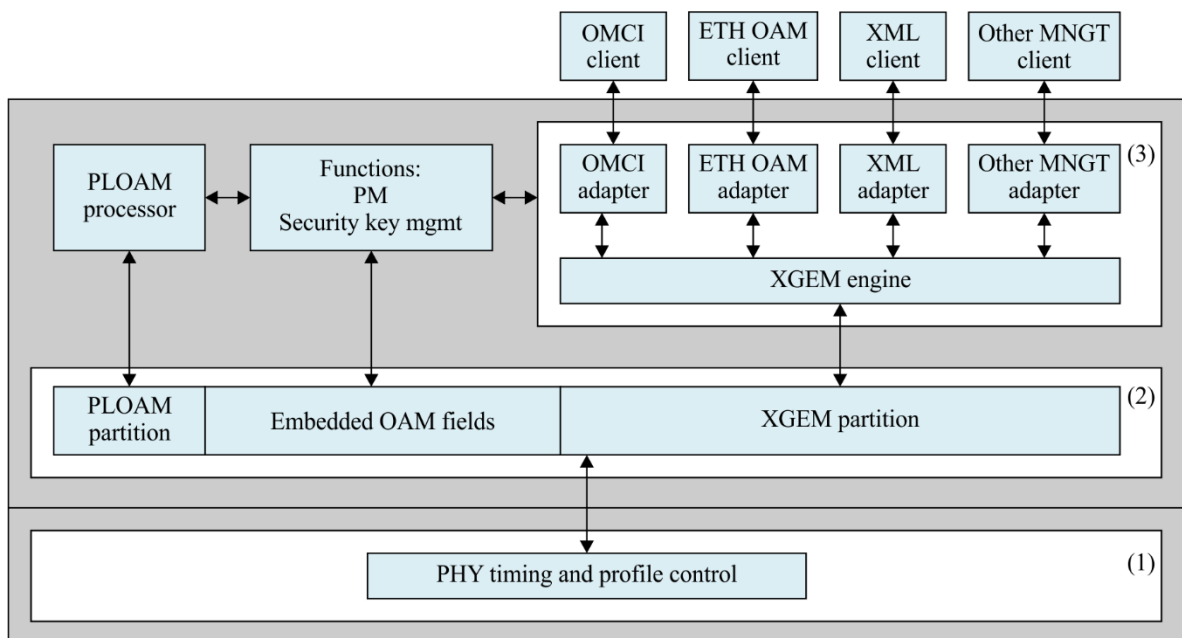 OMCI
client
ETH OAM
client
XML
client
Other MNGT
client
PLOAM
processor
Functions:
PM
Security key mgmt
OMCI
adapter
ETH OAM
adapter
XML
adapter
Other MNGT
adapter
(3)
XGEM engine
PLOAM
partition
Embedded OAM fields
XGEM partition
(2)
PHY timing and profile control
(1)